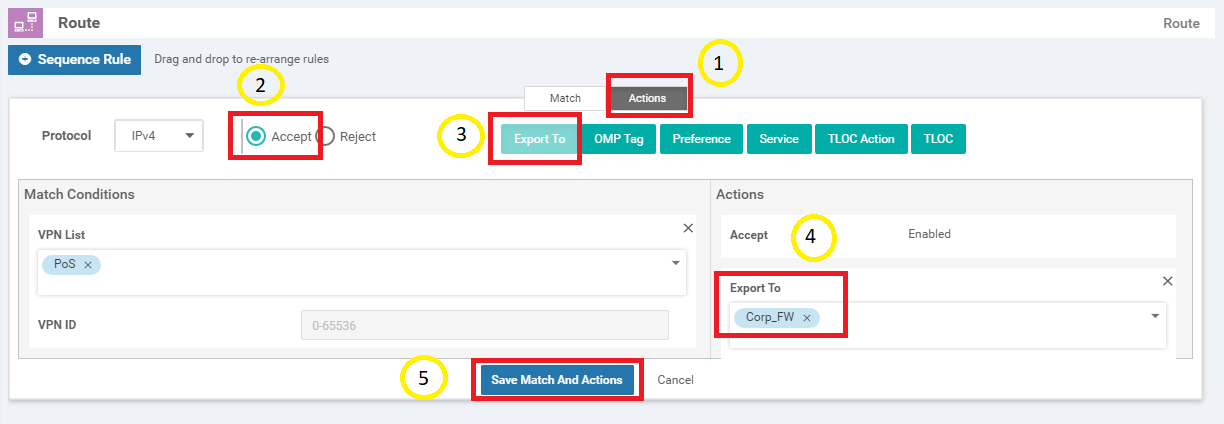 Route Route
Sequence Rule Drag and drop to re-arrange rules
1
2
Match Actions
Protocol IPv4 Accept Reject 3 Export To OMP Tag Preference Service TLOC Action TLOC
Match Conditions Actions
VPN List
Accept 4 Enabled
PoS
Export To
Corp_FW
VPN ID 0-65536
5 Save Match And Actions Cancel